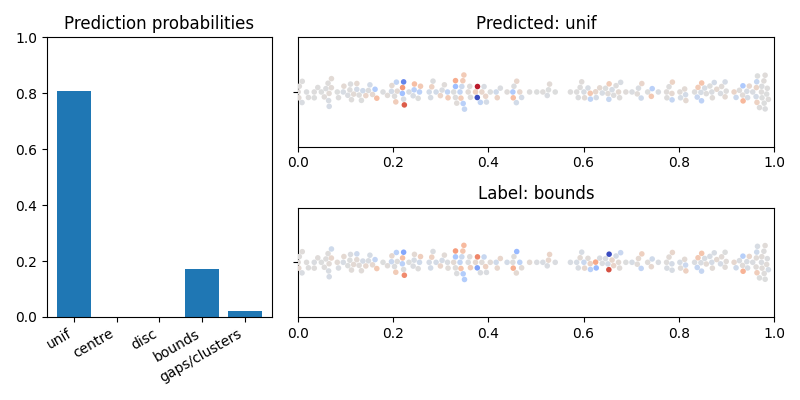 Prediction probabilities
1.0
0.8
0.6
0.4
0.2
0.0
unif
centre
disc
bounds
gaps/clusters
Predicted: unif
0.0 0.2 0.4 0.6 0.8 1.0
Label: bounds
0.0 0.2 0.4 0.6 0.8 1.0